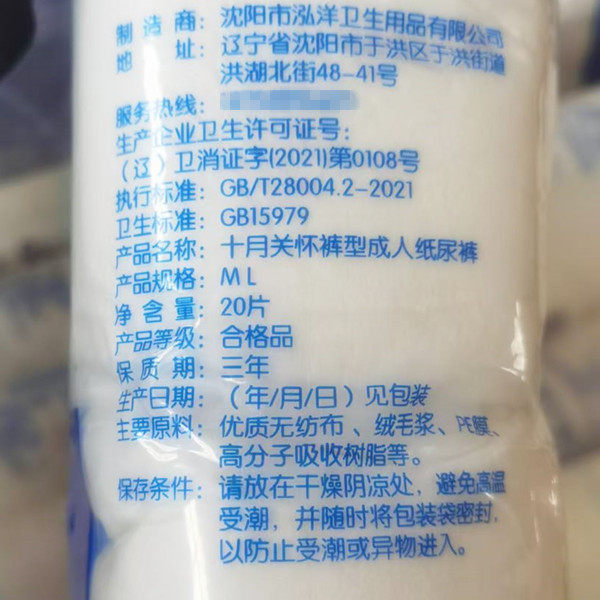 制造商：沈阳市泓洋卫生用品有限公司
地址：辽宁省沈阳市于洪区于洪街道
洪湖北街48-41号
服务热线：
生产企业卫生许可证号：
（辽）卫消证字(2021)第0108号
执行标准：GB/T28004.2-2021
卫生标准：GB15979
产品名称：十月关怀裤型成人纸尿裤
产品规格：ML
净含量：20片
产品等级：合格品
保质期：三年
生产日期：（年/月/日）见包装
主要原料：优质无纺布、绒毛浆、PE膜、
高分子吸收树脂等。
保存条件：请放在干燥阴凉处，避免高温
受潮，并随时将包装袋密封，
以防止受潮或异物进入。